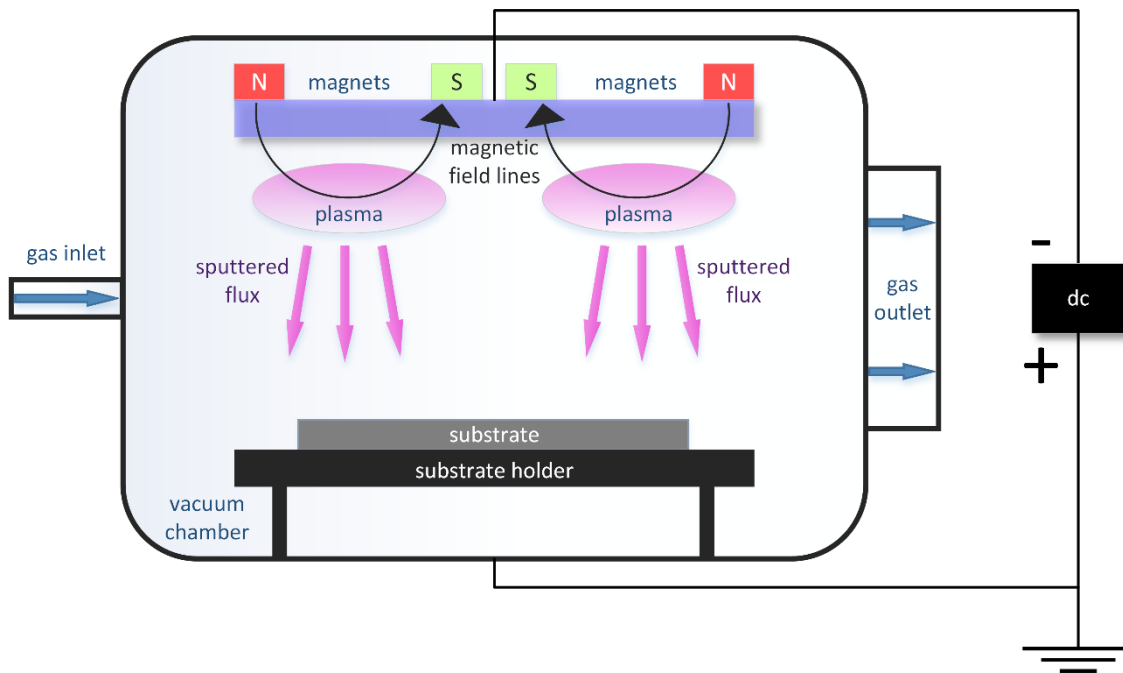 N
magnets
S
S
magnets
N
magnetic
field lines
plasma
plasma
gas inlet
sputtered
flux
sputtered
flux
gas
outlet
-
dc
+
substrate
substrate holder
vacuum
chamber